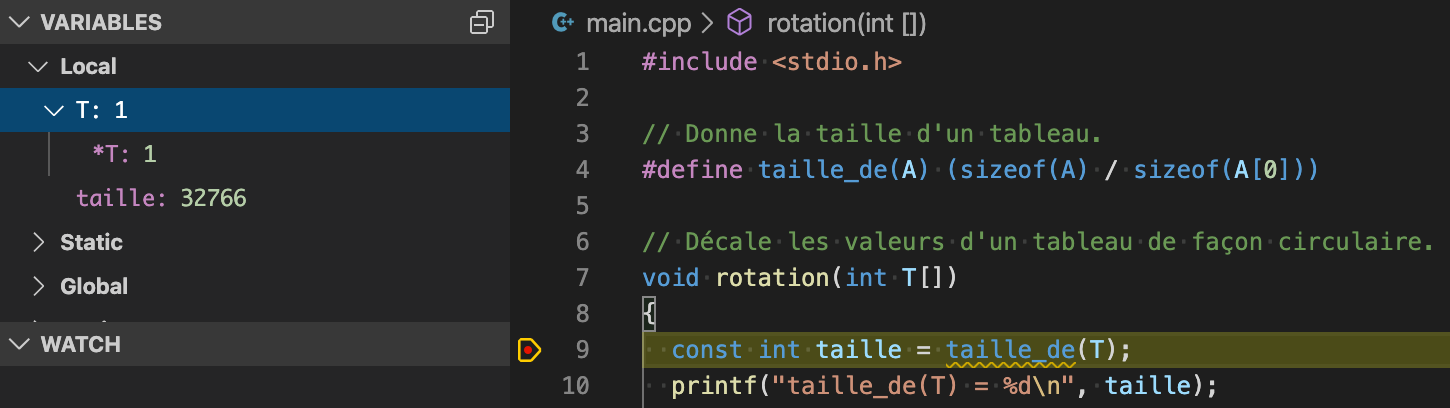 VARIABLES
Local
T: 1
*T: 1
taille: 32766
Static
Global
WATCH
main.cpp > rotation(int [])
1 #include <stdio.h>
2
3 // Donne la taille d'un tableau.
4 #define taille_de(A) (sizeof(A) / sizeof(A[0]))
5
6 // Décale les valeurs d'un tableau de façon circulaire.
7 void rotation(int T[])
8 {
9 const int taille = taille_de(T);
10 printf("taille_de(T) = %d\n", taille);